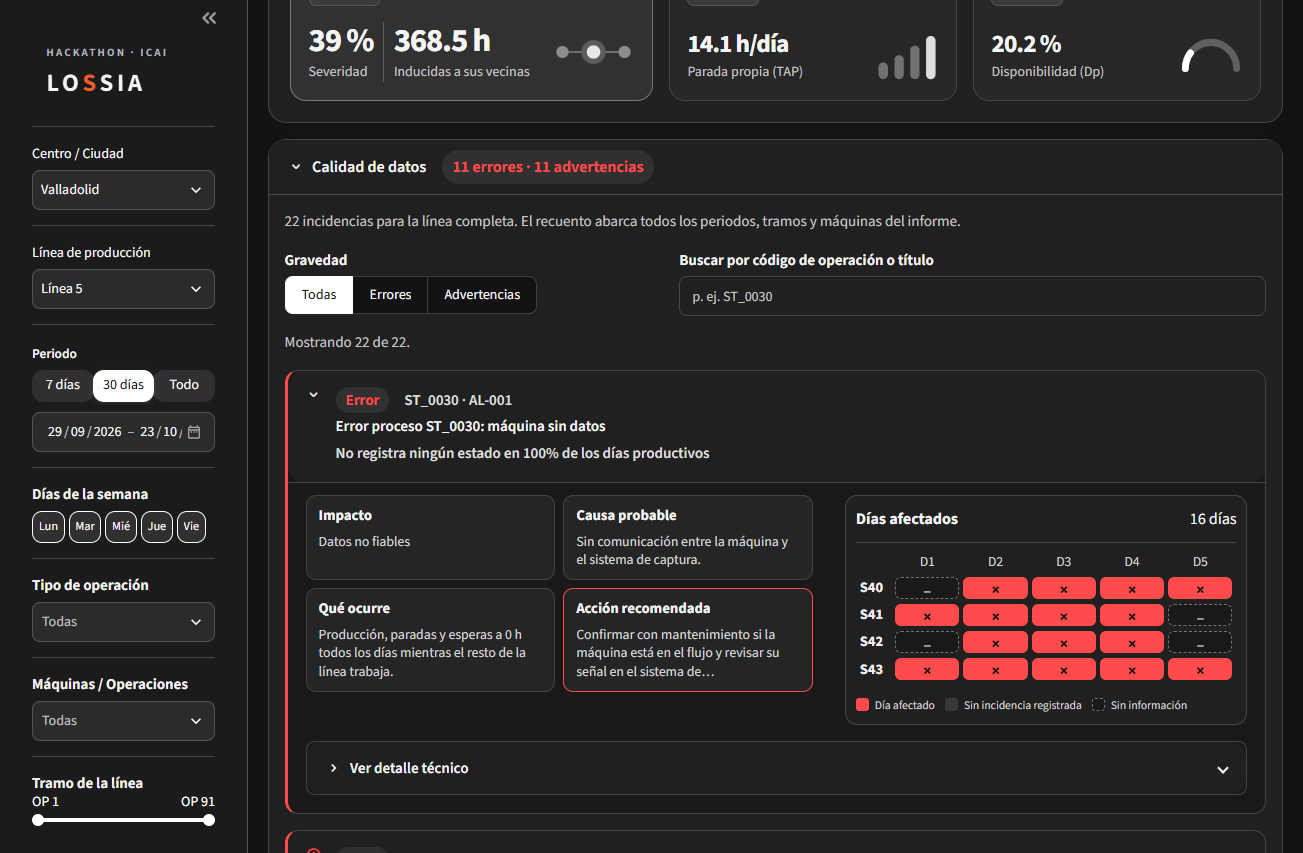 HACKATHON · ICAI
LOSSIA
Centro / Ciudad
Valladolid
Línea de producción
Línea 5
Periodo
7 días
30 días
Todo
29/09/2026 – 23/10/
Días de la semana
Lun
Mar
Mié
Jue
Vie
Tipo de operación
Todas
Máquinas / Operaciones
Todas
Tramo de la línea
OP 1
OP 91
39 %
Severidad
368.5 h
Inducidas a sus vecinas
14.1 h/día
Parada propia (TAP)
20.2 %
Disponibilidad (Dp)
Calidad de datos
11 errores · 11 advertencias
22 incidencias para la línea completa. El recuento abarca todos los periodos, tramos y máquinas del informe.
Gravedad
Todas
Errores
Advertencias
Buscar por código de operación o título
p. ej. ST_0030
Mostrando 22 de 22.
Error
ST_0030 · AL-001
Error proceso ST_0030: máquina sin datos
No registra ningún estado en 100% de los días productivos
Impacto
Datos no fiables
Causa probable
Sin comunicación entre la máquina y
el sistema de captura.
Qué ocurre
Producción, paradas y esperas a 0 h
todos los días mientras el resto de la
línea trabaja.
Acción recomendada
Confirmar con mantenimiento si la
máquina está en el flujo y revisar su
señal en el sistema de…
Días afectados
16 días
D1 D2 D3 D4 D5
S40 – × × × ×
S41 × × × × –
S42 – × × × –
S43 × × × × ×
Día afectado
Sin incidencia registrada
Sin información
Ver detalle técnico